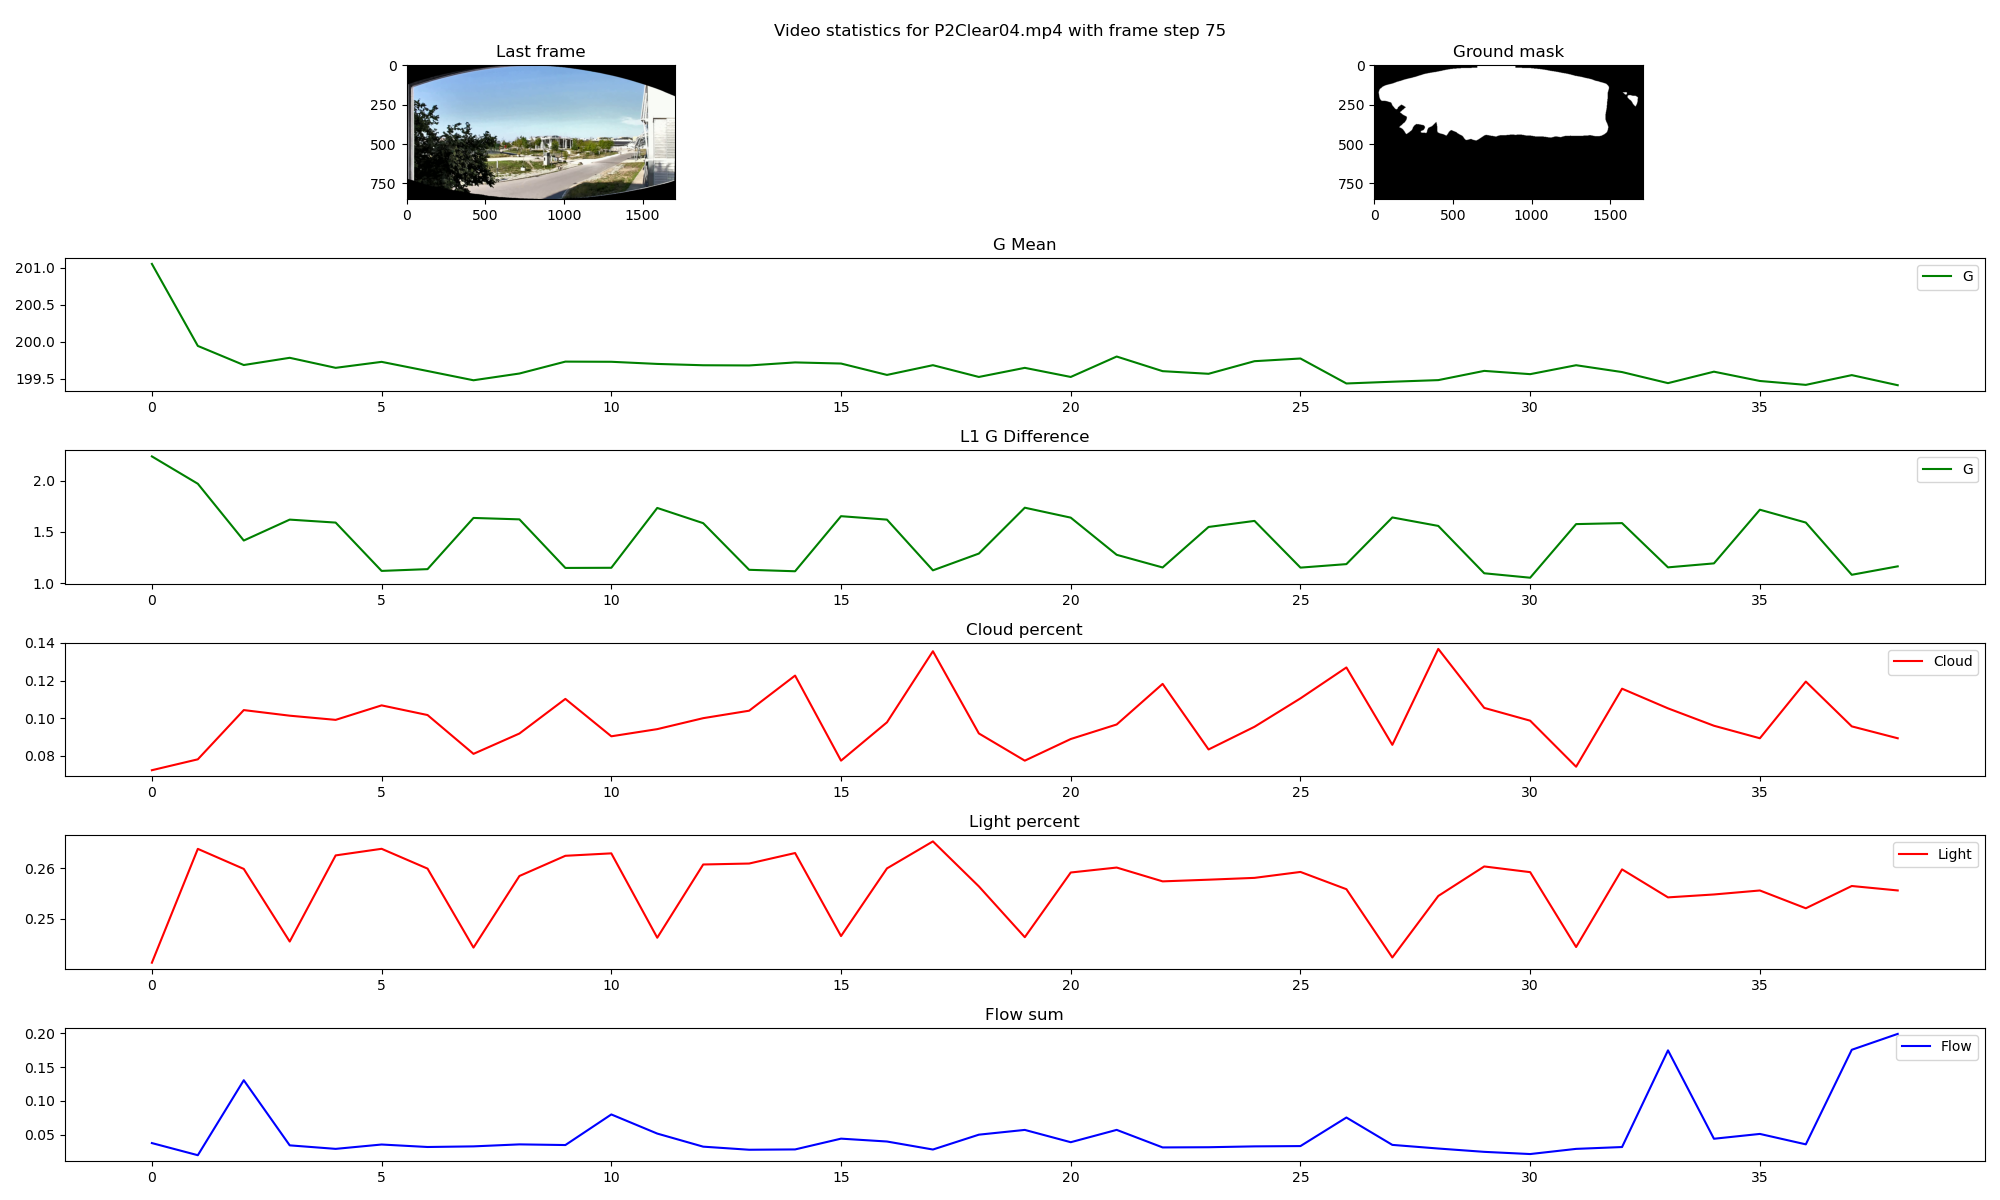 Video statistics for P2Clear04.mp4 with frame step 75
Last frame
Ground mask
0
250
500
750
0 500 1000 1500
0
250
500
750
0 500 1000 1500
G Mean
201.0
200.5
200.0
199.5
G
0 5 10 15 20 25 30 35
L1 G Difference
2.0
1.5
1.0
G
0 5 10 15 20 25 30 35
Cloud percent
0.14
0.12
0.10
0.08
Cloud
0 5 10 15 20 25 30 35
Light percent
0.26
0.25
Light
0 5 10 15 20 25 30 35
Flow sum
0.20
0.15
0.10
0.05
Flow
0 5 10 15 20 25 30 35